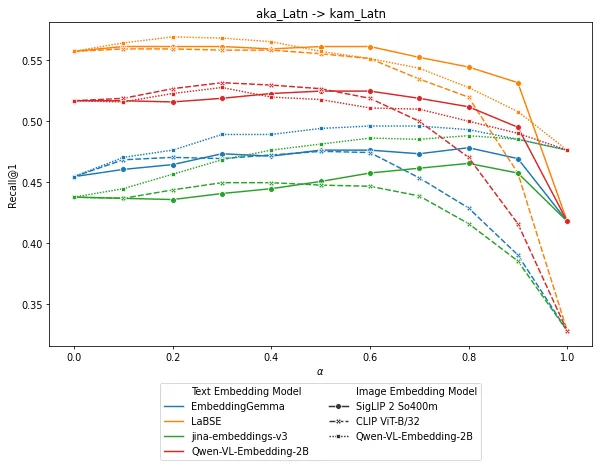 aka_Latn -> kam_Latn
Recall@1
0.55
0.50
0.45
0.40
0.35
0.0 0.2 0.4 0.6 0.8 1.0
α
Text Embedding Model
EmbeddingGemma
LaBSE
jina-embeddings-v3
Qwen-VL-Embedding-2B
Image Embedding Model
SigLIP 2 So400m
CLIP ViT-B/32
Qwen-VL-Embedding-2B